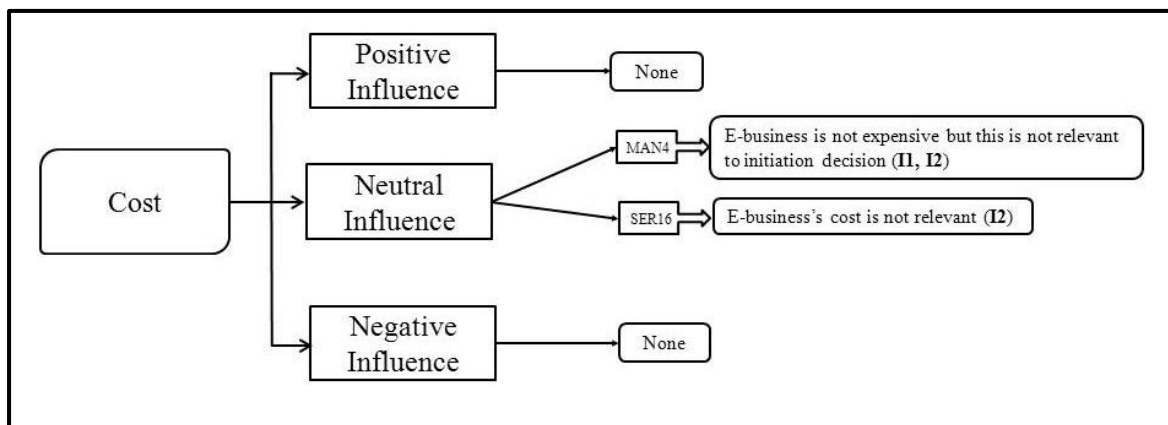 Positive
Influence
None
MAN4
E-business is not expensive but this is not relevant
to initiation decision (I1, I2)
Cost
Neutral
Influence
SER16
E-business’s cost is not relevant (I2)
Negative
Influence
None